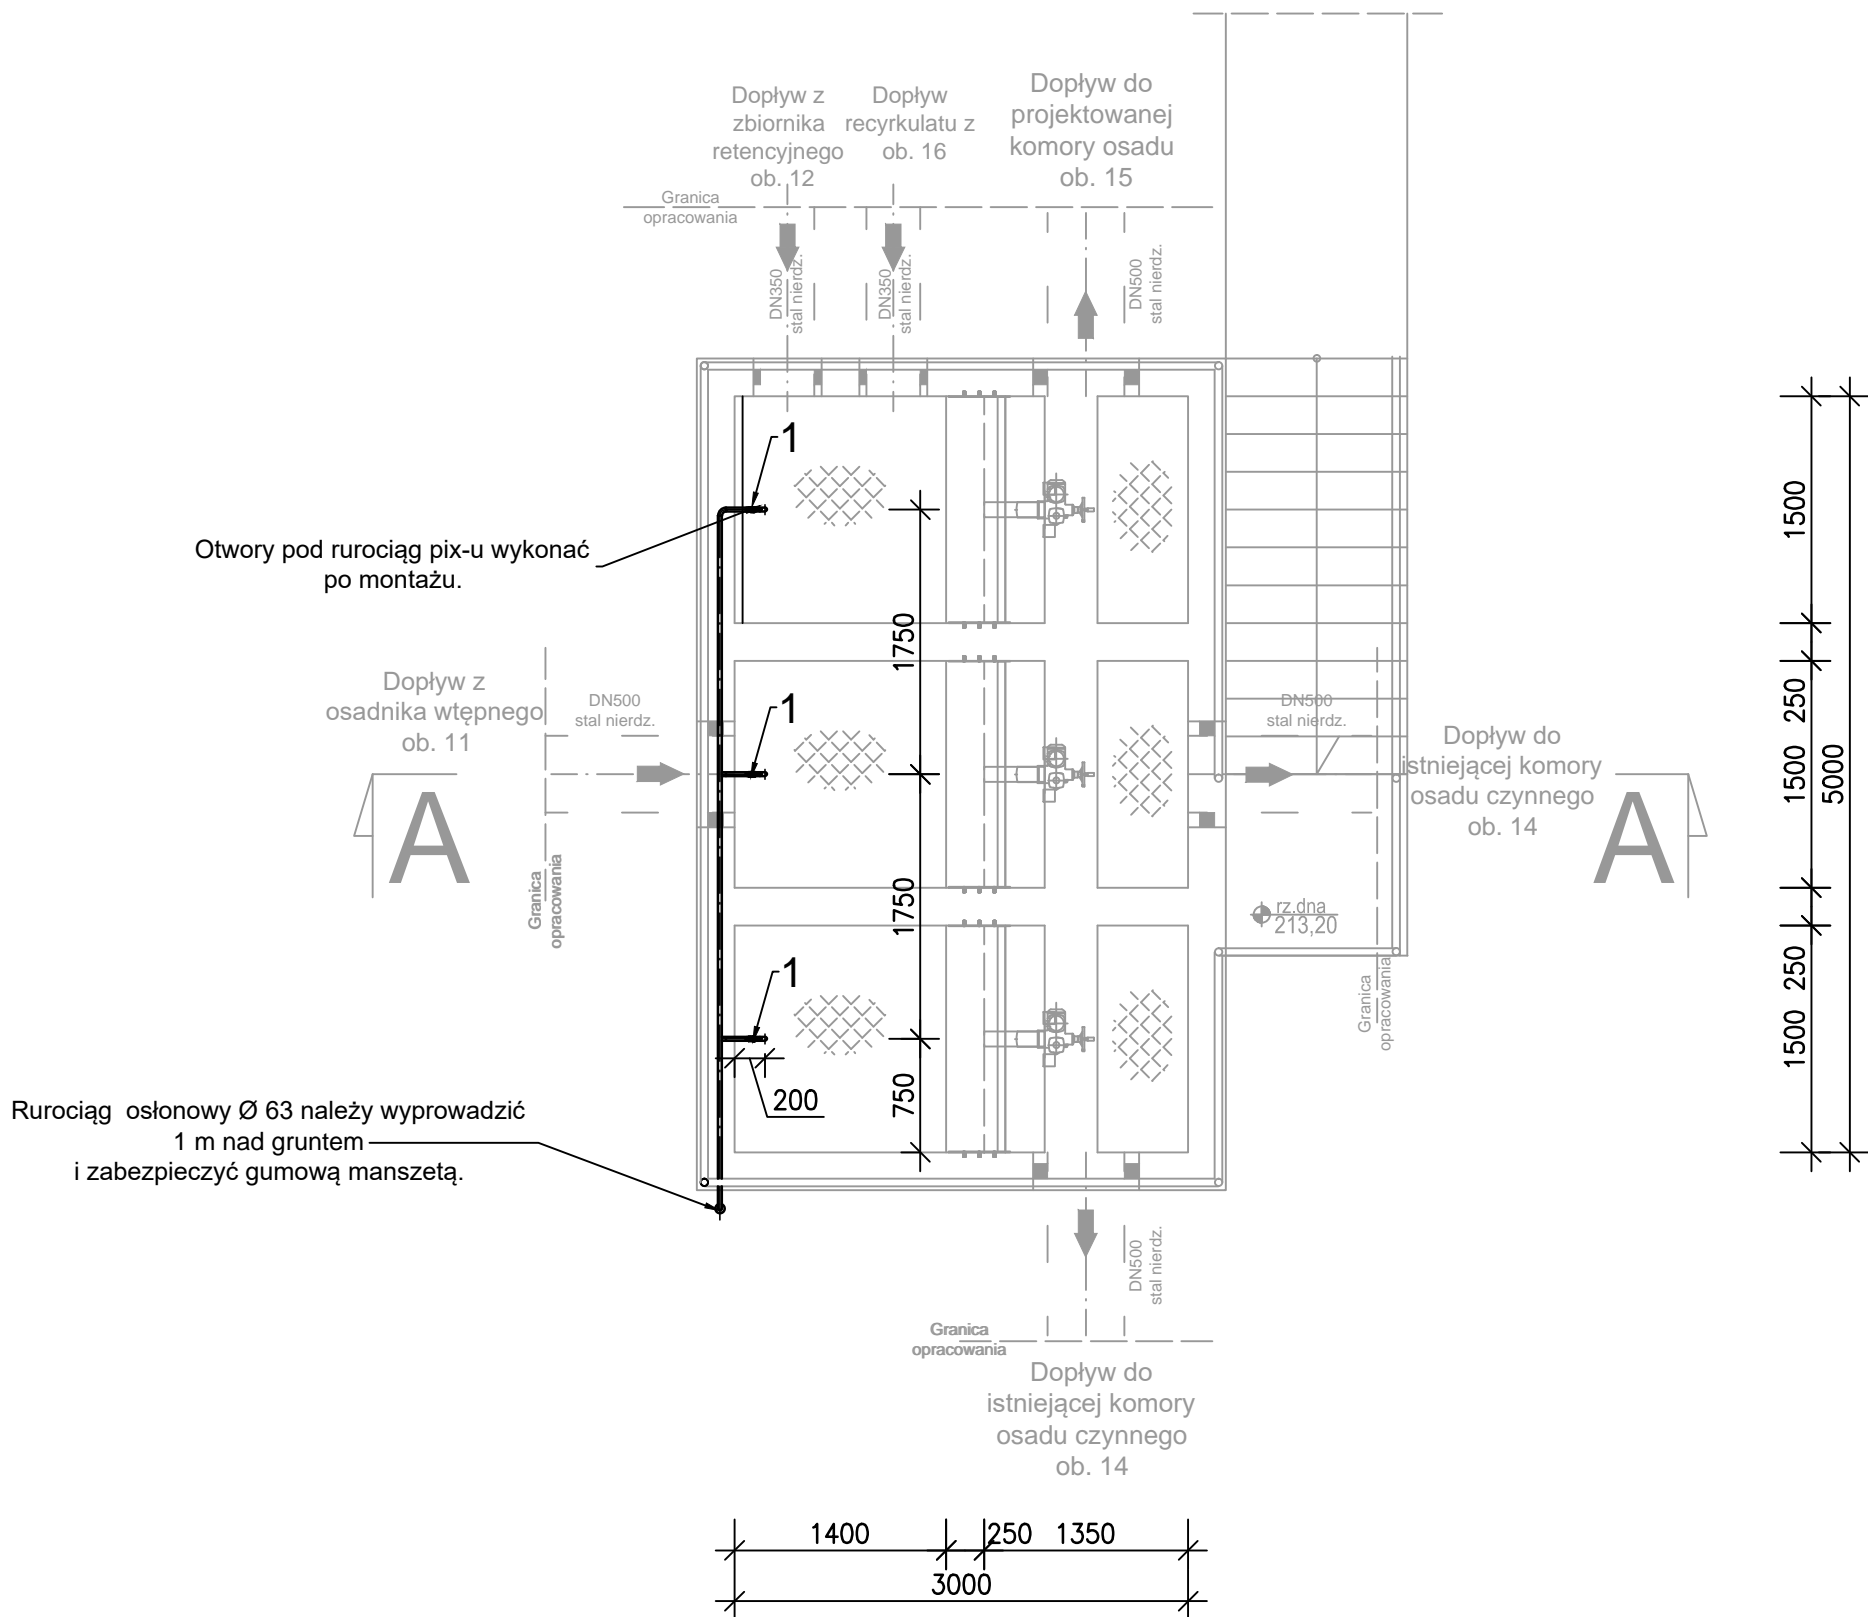 Dopływ z
zbiornika
retencyjnego
ob. 12
Dopływ
recyrkulatu z
ob. 16
Dopływ do
projektowanej
komory osadu
ob. 15
Granica
opracowania
DN350
stal nierdz.
DN350
stal nierdz.
DN500
stal nierdz.
1
Otwory pod rurociąg pix-u wykonać
po montażu.
1750
1500
Dopływ z
osadnika wtępnego
ob. 11
DN500
stal nierdz.
1
DN500
stal nierdz.
Dopływ do
istniejącej komory
osadu czynnego
ob. 14
250
1500
5000
A
A
Granica
opracowania
1750
rz.dna
213,20
1
250
Granica
opracowania
1500
200
750
Rurociąg osłonowy Ø 63 należy wyprowadzić
1 m nad gruntem
i zabezpieczyć gumową manszetą.
DN500
stal nierdz.
Granica
opracowania
Dopływ do
istniejącej komory
osadu czynnego
ob. 14
1400
250
1350
3000